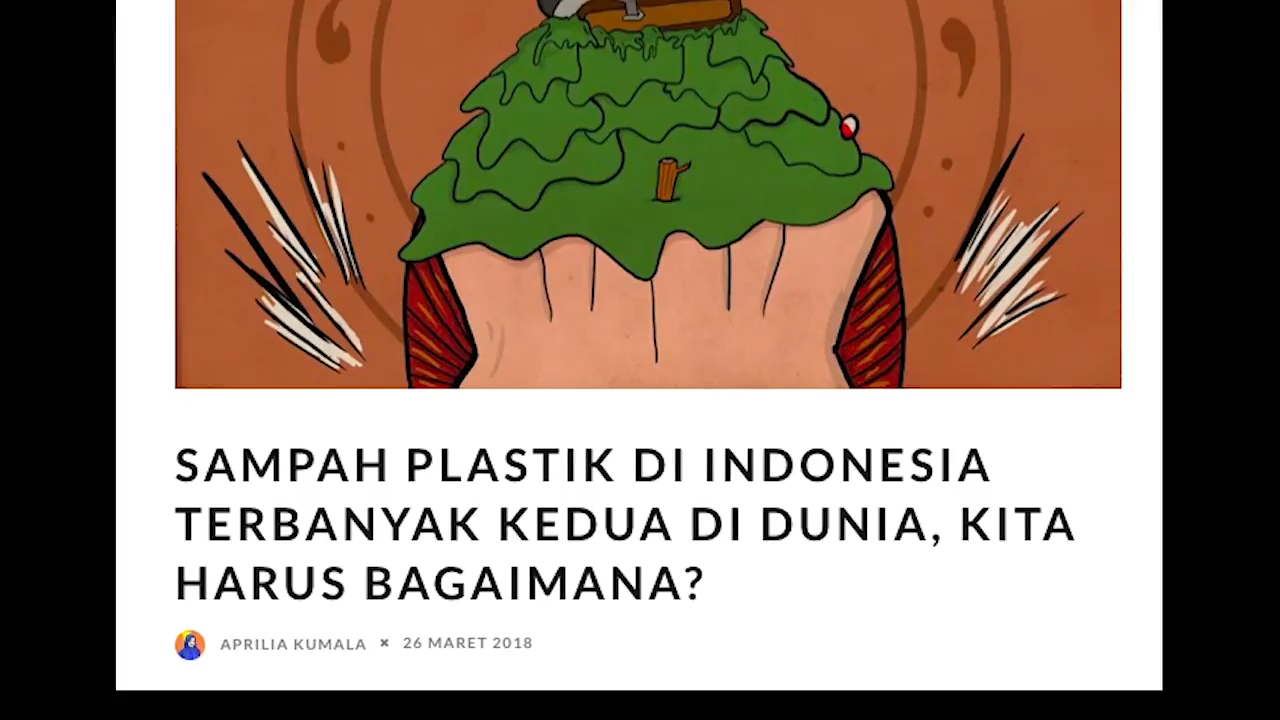 SAMPAH PLASTIK DI INDONESIA
TERBANYAK KEDUA DI DUNIA, KITA
HARUS BAGAIMANA?
APRILIA KUMALA × 26 MARET 2018